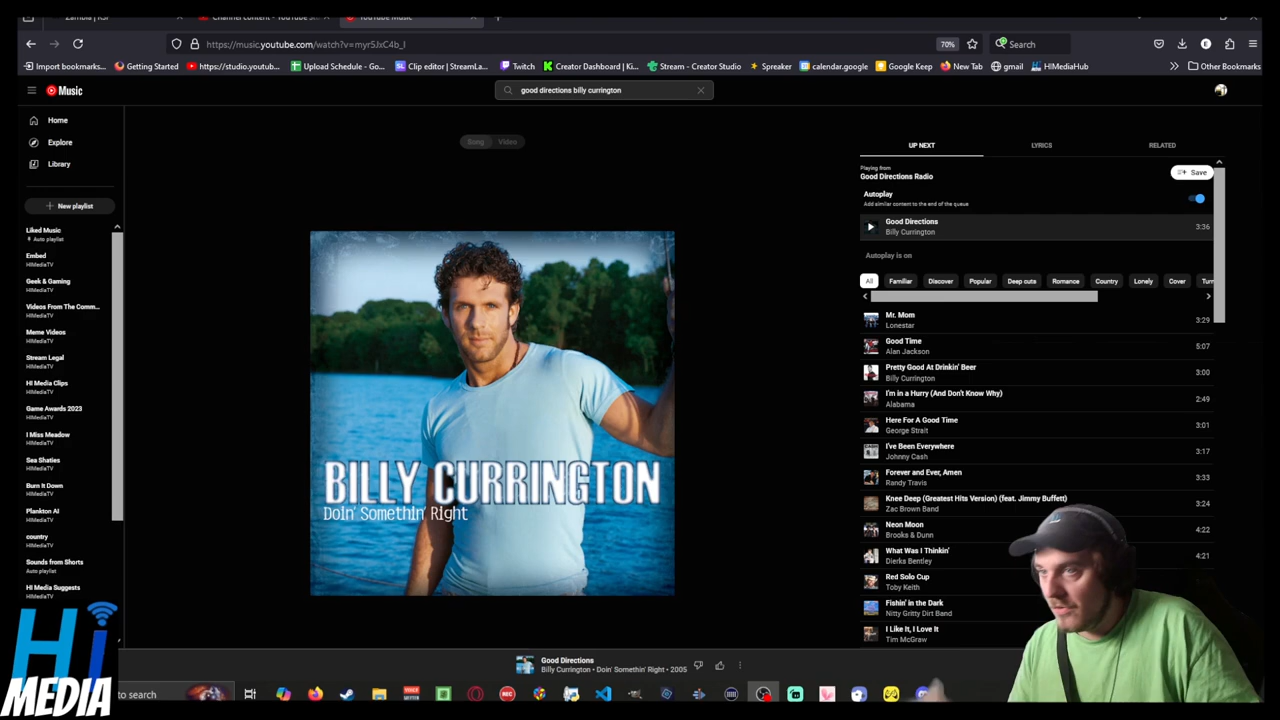 Zambia | RSF
Channel content - YouTube S
YouTube Music
https://music.youtube.com/watch?v=myrSJxC4b_I
70%
Search
Import bookmarks...
Getting Started
https://studio.youtub...
Upload Schedule - Go...
Clip editor | StreamLa...
Twitch
Creator Dashboard | Ki...
Stream - Creator Studio
Spreaker
calendar.google
Google Keep
New Tab
gmail
HIMediaHub
Other Bookmarks
Music
good directions billy currington
Home
Explore
Library
New playlist
Liked Music
Auto playlist
Embed
HIMediaTV
Geek & Gaming
HIMediaTV
Videos From The Comm...
HIMediaTV
Meme Videos
HIMediaTV
Stream Legal
HIMediaTV
HI Media Clips
HIMediaTV
Game Awards 2023
HIMediaTV
I Miss Meadow
HIMediaTV
Sea Shaties
HIMediaTV
Burn It Down
HIMediaTV
Plankton AI
HIMediaTV
country
HIMediaTV
Sounds from Shorts
Auto playlist
HI Media Suggests
HIMediaTV
Song
Video
BILLY CURRINGTON
Doin' Somethin' Right
UP NEXT
LYRICS
RELATED
Playing from
Good Directions Radio
Save
Autoplay
Add similar content to the end of the queue
Good Directions
Billy Currington
3:36
Autoplay is on
All
Familiar
Discover
Popular
Deep cuts
Romance
Country
Lonely
Cover
Mr. Mom
Lonestar
3:29
Good Time
Alan Jackson
5:07
Pretty Good At Drinkin' Beer
Billy Currington
3:00
I'm in a Hurry (And Don't Know Why)
Alabama
2:49
Here For A Good Time
George Strait
3:01
I've Been Everywhere
Johnny Cash
3:17
Forever and Ever, Amen
Randy Travis
3:33
Knee Deep (Greatest Hits Version) (feat. Jimmy Buffett)
Zac Brown Band
3:24
Neon Moon
Brooks & Dunn
4:22
What Was I Thinkin'
Dierks Bentley
4:21
Red Solo Cup
Toby Keith
Fishin' in the Dark
Nitty Gritty Dirt Band
I Like It, I Love It
Tim McGraw
Good Directions
Billy Currington • Doin' Somethin' Right • 2005
Hi
MEDIA
to search
REC